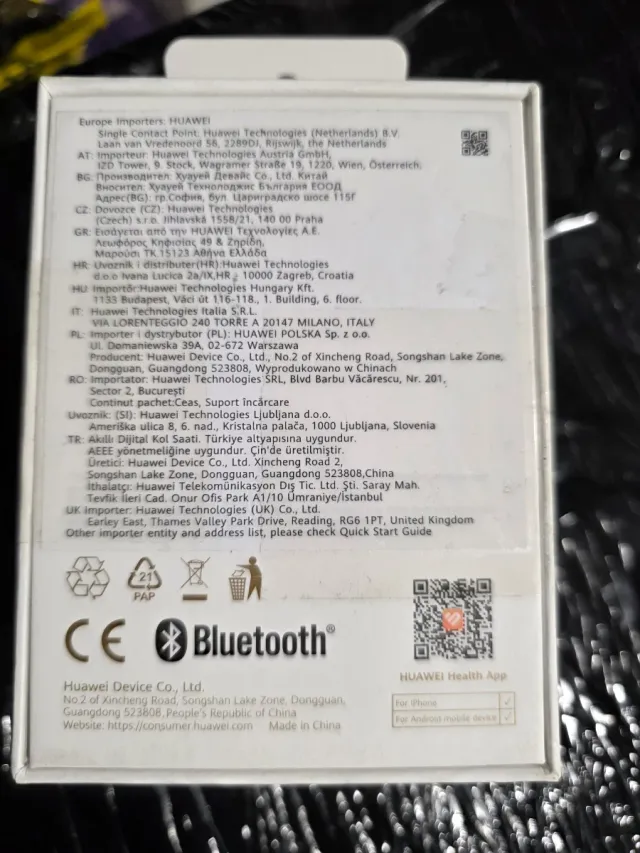 Europe Importers: HUAWEI
Single Contact Point: Huawei Technologies (Netherlands) B.V.
Laan van Vredenoord 56, 2289DJ, Rijswijk, the Netherlands
AT: Importeur: Huawei Technologies Austria GmbH,
IZD Tower, 9. Stock, Wagramer Straße 19, 1220, Wien, Österreich.
BG: Производител: Хуауей Девайс Со., Ltd. Китай
Вносител: Хуауей Технолоджис България ЕООД
Адрес(BG): гр.София, бул. Цариградско шосе 115г
CZ: Dovozce (CZ): Huawei Technologies
(Czech) s.r.o. Jihlavská 1558/21, 140 00 Praha
GR: Εισάγεται από την HUAWEI Τεχνολογίες Α.Ε.
Λεωφόρος Κηφισίας 49 & Ζηρίδη,
Μαρούσι ΤΚ.15123 Αθήνα Ελλάδα
HR: Uvoznik i distributer(HR):Huawei Technologies
d.o.o Ivana Lucica 2a/IX,HR - 10000 Zagreb, Croatia
HU: Importőr:Huawei Technologies Hungary Kft.
1133 Budapest, Váci út 116-118., 1. Building, 6. floor.
IT: Huawei Technologies Italia S.R.L.
VIA LORENTEGGIO 240 TORRE A 20147 MILANO, ITALY
PL: Importer i dystrybutor (PL): HUAWEI POLSKA Sp. z o.o.
Ul. Domaniewska 39A, 02-672 Warszawa
Producent: Huawei Device Co., Ltd., No.2 of Xincheng Road, Songshan Lake Zone,
Dongguan, Guangdong 523808, Wyprodukowano w Chinach
RO: Importator: Huawei Technologies SRL, Blvd Barbu Văcărescu, Nr. 201,
Sector 2, București
Continut pachet:Ceas, Suport încărcare
Uvoznik: (SI): Huawei Technologies Ljubljana d.o.o.
Ameriška ulica 8, 6. nad., Kristalna palača, 1000 Ljubljana, Slovenia
TR: Akıllı Dijital Kol Saati. Türkiye altyapısına uygundur.
AEEE yönetmeliğine uygundur. Çin'de üretilmiştir.
Üretici: Huawei Device Co., Ltd. Xincheng Road 2,
Songshan Lake Zone, Dongguan, Guangdong 523808,China
İthalatçı: Huawei Telekomünikasyon Dış Tic. Ltd. Şti. Saray Mah.
Tevfik İleri Cad. Onur Ofis Park A1/10 Ümraniye/İstanbul
UK Importer: Huawei Technologies (UK) Co., Ltd.
Earley East, Thames Valley Park Drive, Reading, RG6 1PT, United Kingdom
Other importer entity and address list, please check Quick Start Guide
21
PAP
CE
Bluetooth®
HUAWEI Health App
For iPhone ✓
For Android mobile device ✓
Huawei Device Co., Ltd.
No.2 of Xincheng Road, Songshan Lake Zone, Dongguan,
Guangdong 523808,People's Republic of China
Website: https://consumer.huawei.com Made in China